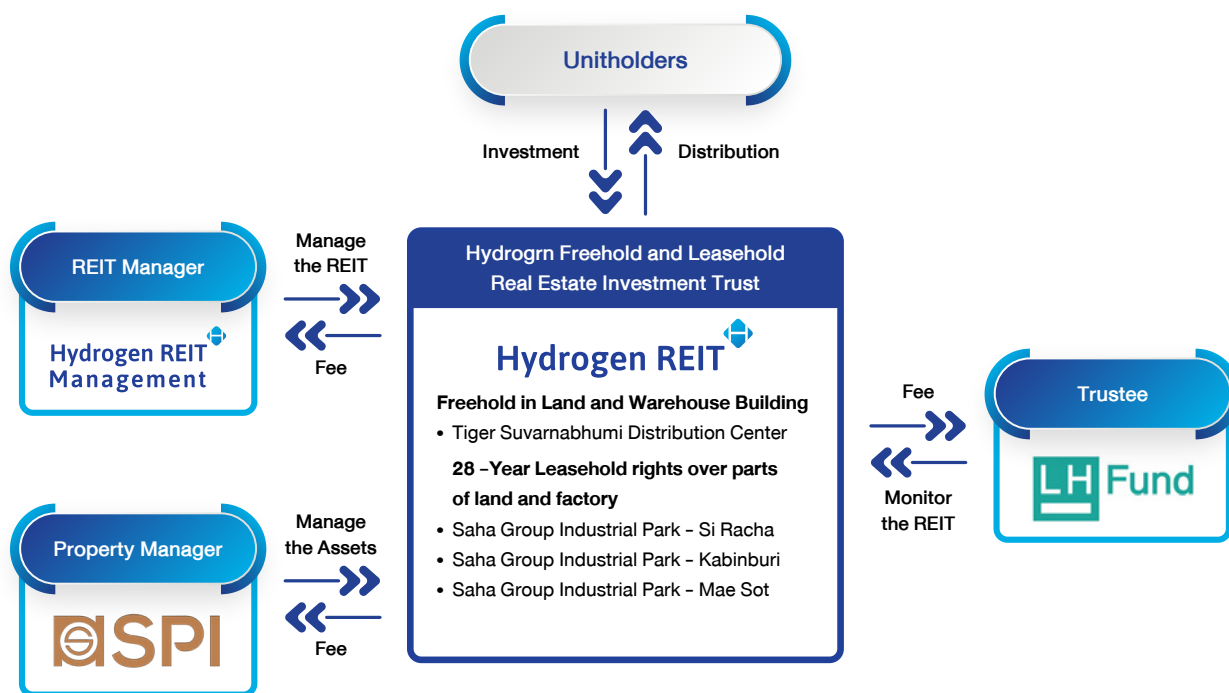 Unitholders
Investment
Distribution
REIT Manager
Hydrogen REIT
Management
Manage
the REIT
Fee
Hydrogrn Freehold and Leasehold
Real Estate Investment Trust
Hydrogen REIT
Freehold in Land and Warehouse Building
• Tiger Suvarnabhumi Distribution Center
28 –Year Leasehold rights over parts
of land and factory
• Saha Group Industrial Park – Si Racha
• Saha Group Industrial Park – Kabinburi
• Saha Group Industrial Park – Mae Sot
Fee
Monitor
the REIT
Trustee
LH Fund
Property Manager
SPI
Manage
the Assets
Fee